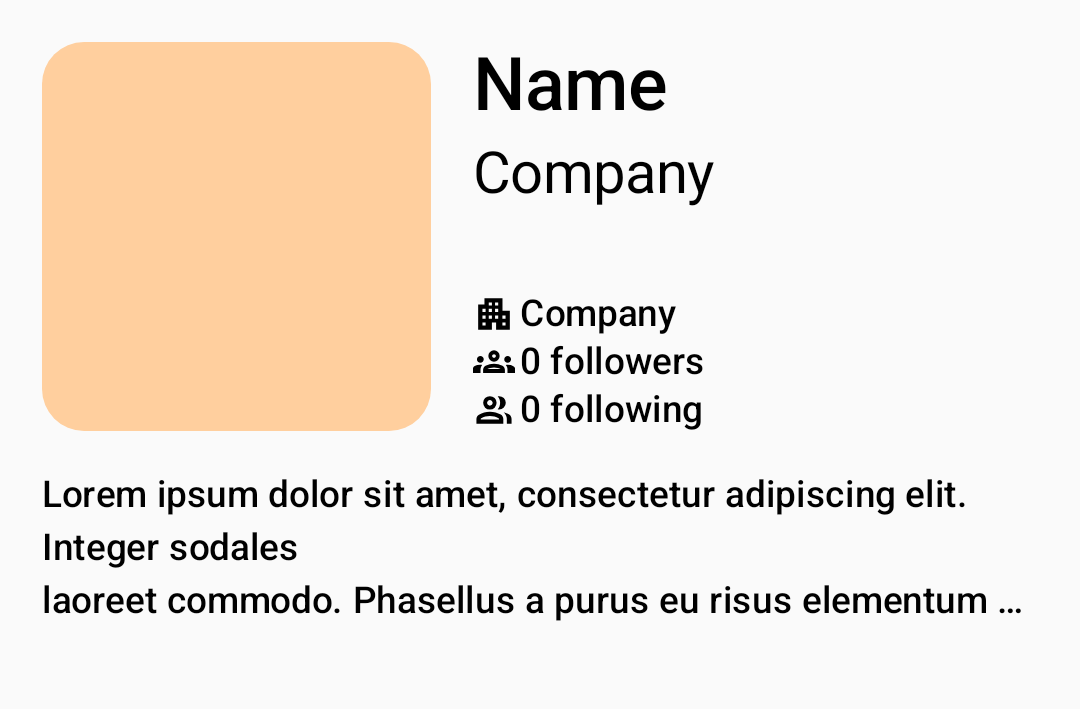 Name
Company
Company
0 followers
0 following
Lorem ipsum dolor sit amet, consectetur adipiscing elit.
Integer sodales
laoreet commodo. Phasellus a purus eu risus elementum …